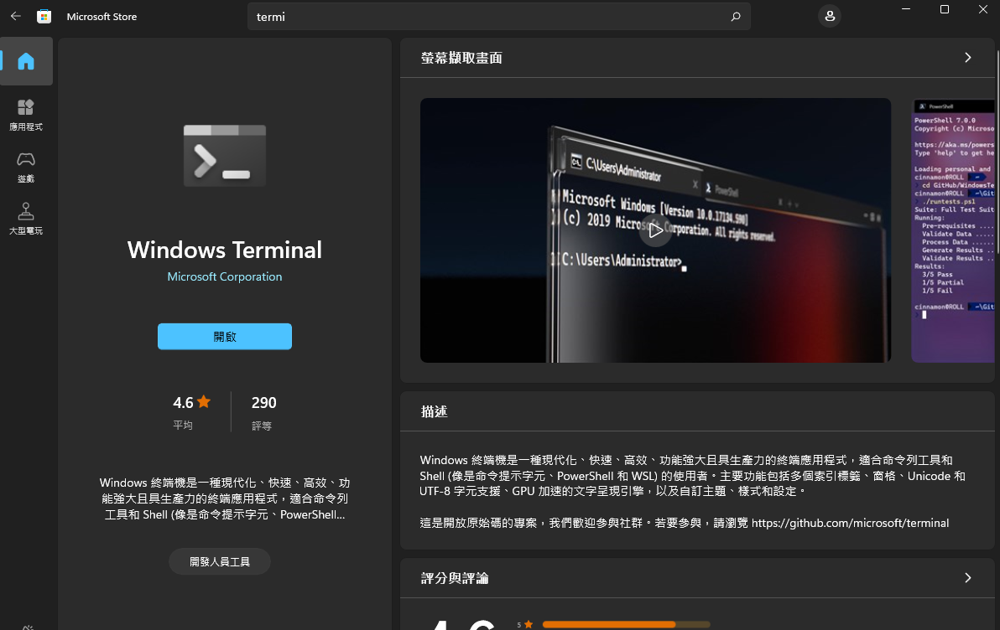 Microsoft Store
termi
應用程式
遊戲
大型電玩
Windows Terminal
Microsoft Corporation
開啟
4.6
平均
290
評等
Windows 終端機是一種現代化、快速、高效、功
能強大且具生產力的終端應用程式，適合命令列
工具和 Shell (像是命令提示字元、PowerShell...
開發人員工具
螢幕擷取畫面
C:\Users\Administrator
PowerShell
Microsoft Windows [Version 10.0.17134.590]
(c) 2019 Microsoft Corporation. All rights reserved.
C:\Users\Administrator>
PowerShell
PowerShell 7.0.0
Copyright (c) Microso
https://aka.ms/powers
Type 'help' to get he
Loading personal and
cinnamon@ROLL
cd GitHub/WindowsTe
cinnamon@ROLL ~\Git
./runtests.ps1
Suite: Full Test Suit
Running:
Pre-requisites ....
Validate Data ....
Process Data ......
Generate Results ..
Validate Results ..
Results:
3/5 Pass
1/5 Partial
1/5 Fail
cinnamon@ROLL ~\Git
描述
Windows 終端機是一種現代化、快速、高效、功能強大且具生產力的終端應用程式，適合命令列工具和
Shell (像是命令提示字元、PowerShell 和 WSL) 的使用者。主要功能包括多個索引標籤、窗格、Unicode 和
UTF-8 字元支援、GPU 加速的文字呈現引擎，以及自訂主題、樣式和設定。
這是開放原始碼的專案，我們歡迎參與社群。若要參與，請瀏覽 https://github.com/microsoft/terminal
評分與評論
4.6
5